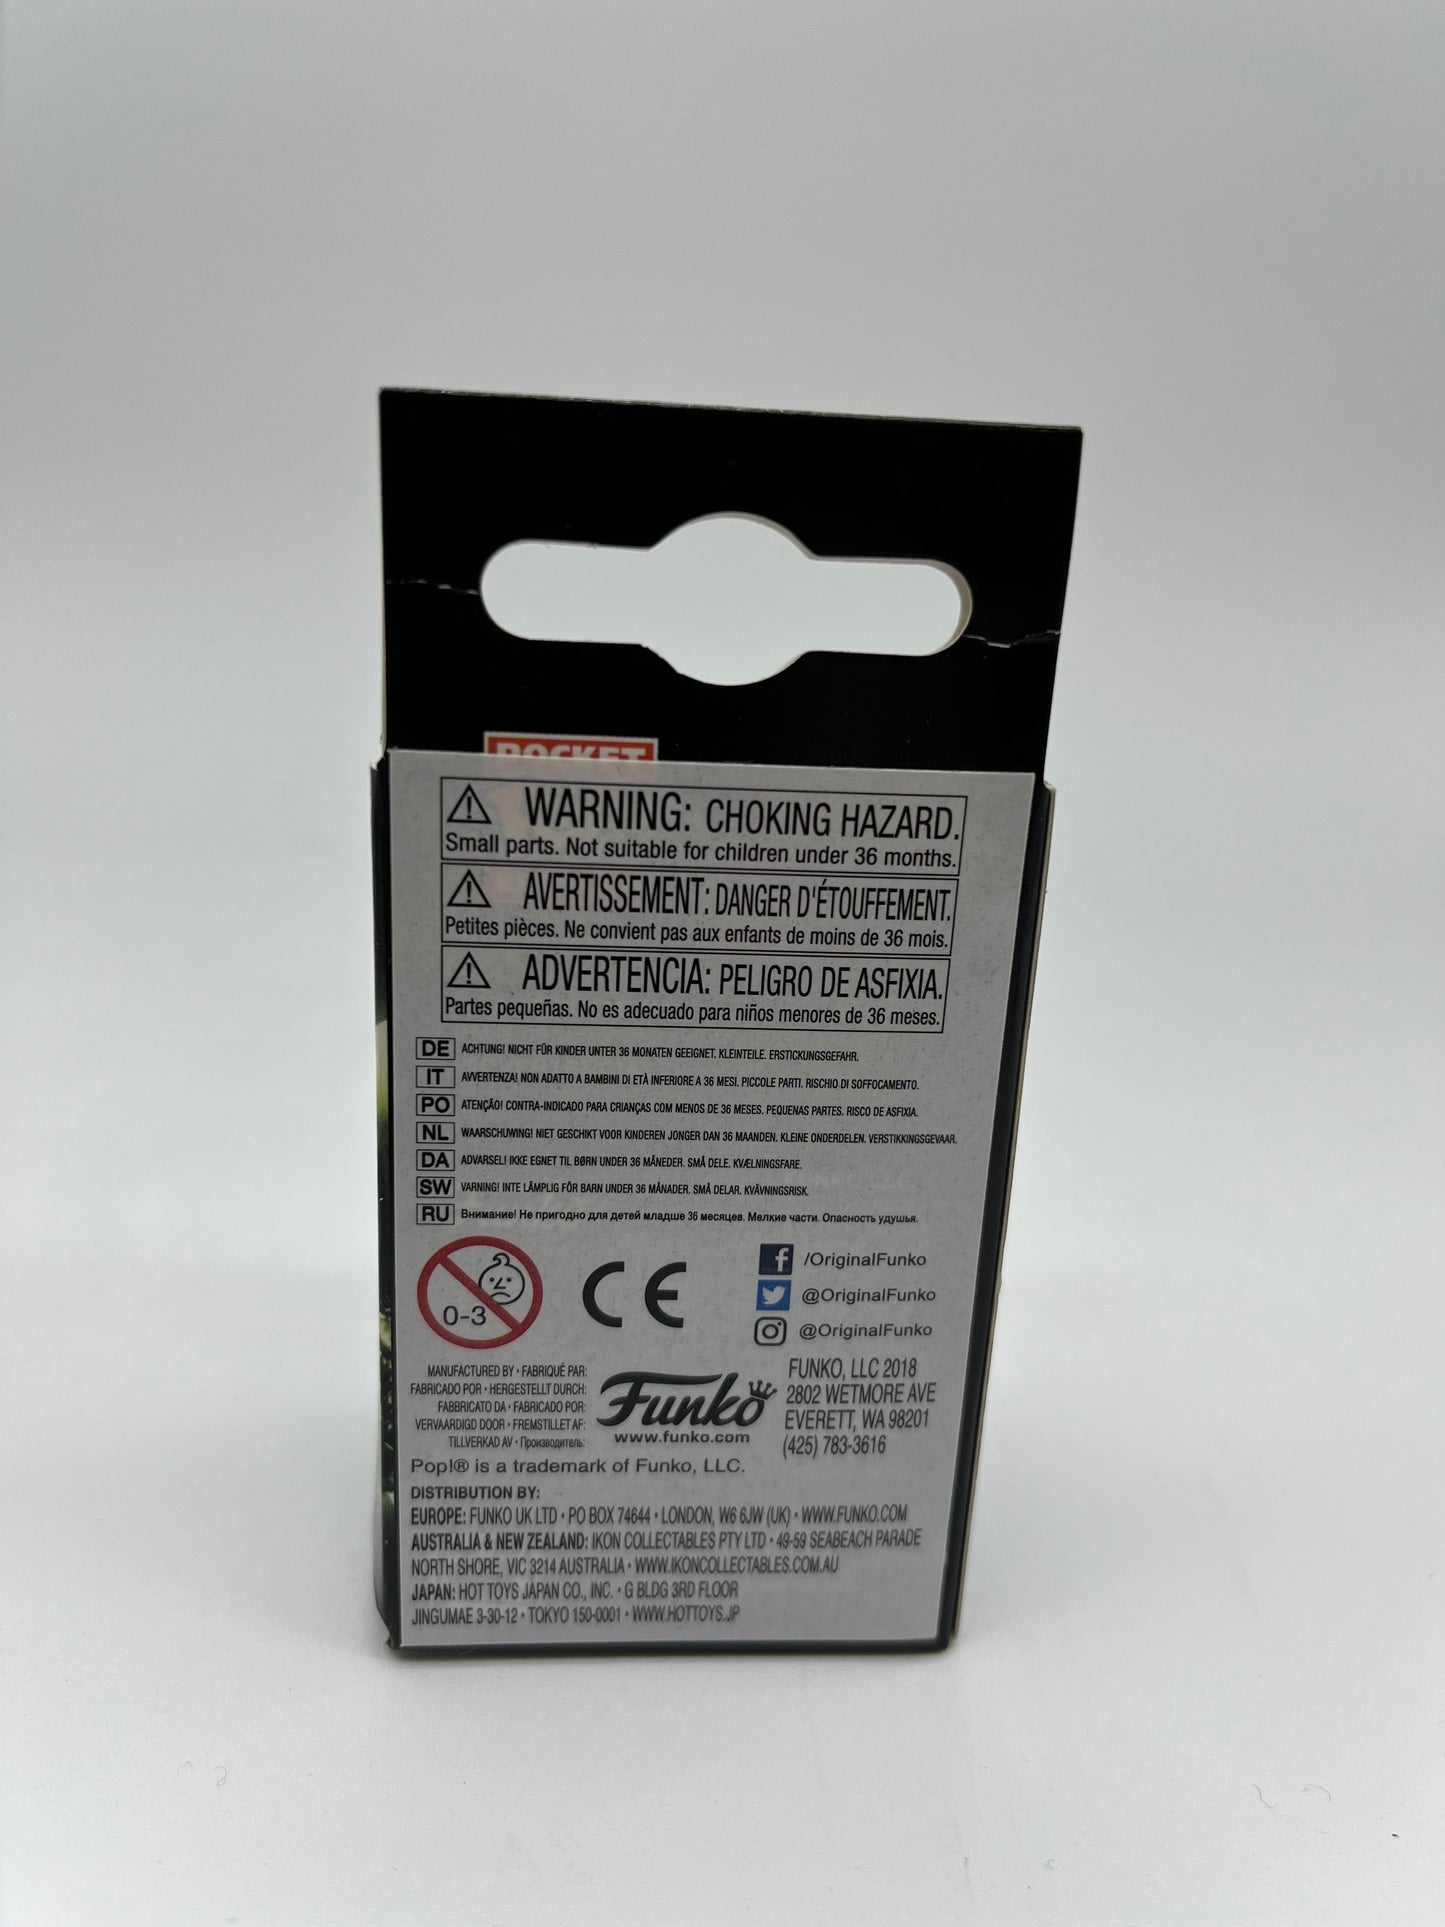 POCKET
WARNING: CHOKING HAZARD.
Small parts. Not suitable for children under 36 months.
AVERTISSEMENT: DANGER D'ÉTOUFFEMENT.
Petites pièces. Ne convient pas aux enfants de moins de 36 mois.
ADVERTENCIA: PELIGRO DE ASFIXIA.
Partes pequeñas. No es adecuado para niños menores de 36 meses.
DE ACHTUNG! NICHT FÜR KINDER UNTER 36 MONATEN GEEIGNET. KLEINTEILE. ERSTICKUNGSGEFAHR.
IT AVVERTENZA! NON ADATTO A BAMBINI DI ETÀ INFERIORE A 36 MESI. PICCOLE PARTI. RISCHIO DI SOFFOCAMENTO.
PO ATENÇÃO! CONTRA-INDICADO PARA CRIANÇAS COM MENOS DE 36 MESES. PEQUENAS PARTES. RISCO DE ASFIXIA.
NL WAARSCHUWING! NIET GESCHIKT VOOR KINDEREN JONGER DAN 36 MAANDEN. KLEINE ONDERDELEN. VERSTIKKINGSGEVAAR.
DA ADVARSEL! IKKE EGNET TIL BØRN UNDER 36 MÅNEDER. SMÅ DELE. KVÆLNINGSFARE.
SW VARNING! INTE LÄMPLIG FÖR BARN UNDER 36 MÅNADER. SMÅ DELAR. KVÄVNINGSRISK.
RU Внимание! Не пригодно для детей младше 36 месяцев. Мелкие части. Опасность удушья.
0-3
CE
/OriginalFunko
@OriginalFunko
@OriginalFunko
MANUFACTURED BY • FABRIQUÉ PAR:
FABRICADO POR • HERGESTELLT DURCH:
FABBRICATO DA • FABRICADO POR:
VERVAARDIGD DOOR • FREMSTILLET AF:
TILLVERKAD AV • Производитель:
Funko
www.funko.com
FUNKO, LLC 2018
2802 WETMORE AVE
EVERETT, WA 98201
(425) 783-3616
Pop!® is a trademark of Funko, LLC.
DISTRIBUTION BY:
EUROPE: FUNKO UK LTD • PO BOX 74644 • LONDON, W6 6JW (UK) • WWW.FUNKO.COM
AUSTRALIA & NEW ZEALAND: IKON COLLECTABLES PTY LTD • 49-59 SEABEACH PARADE
NORTH SHORE, VIC 3214 AUSTRALIA • WWW.IKONCOLLECTABLES.COM.AU
JAPAN: HOT TOYS JAPAN CO., INC. • G BLDG 3RD FLOOR
JINGUMAE 3-30-12 • TOKYO 150-0001 • WWW.HOTTOYS.JP